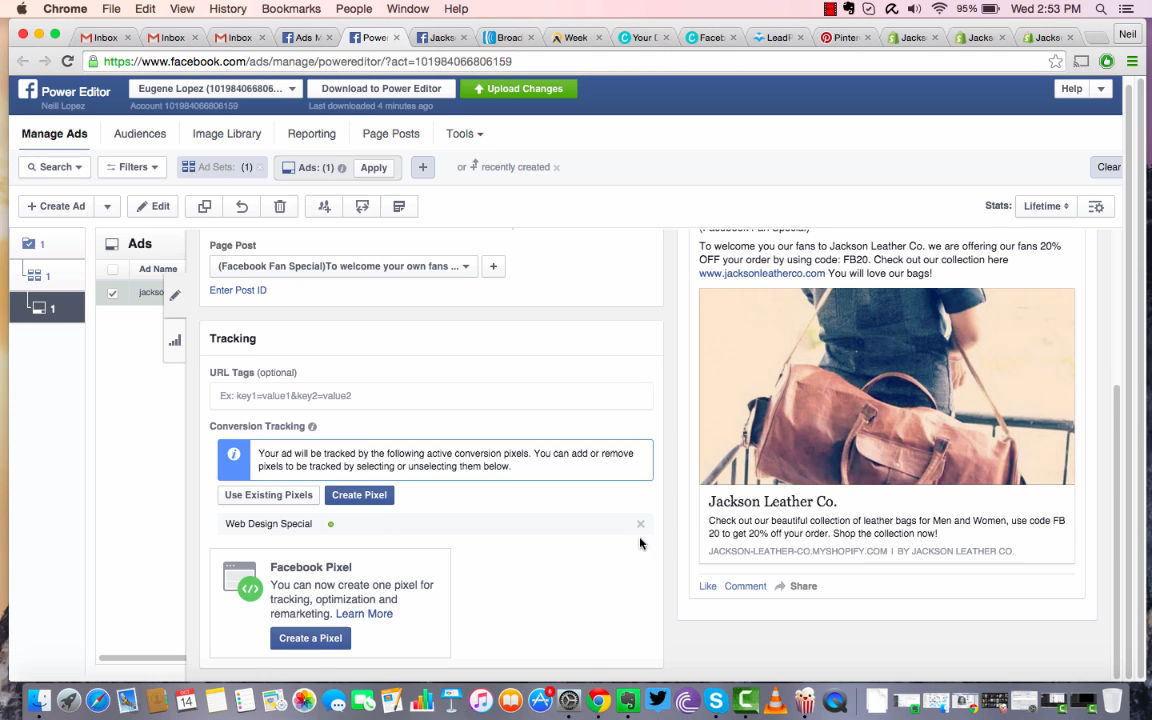 Chrome File Edit View History Bookmarks People Window Help 95% Wed 2:53 PM
Inbox Inbox Inbox Ads M Power Jacks Broad Week Your D Faceb LeadP Pinter Jacks Jacks Jacks Neil
https://www.facebook.com/ads/manage/powereditor/?act=101984066806159
Power Editor Eugene Lopez (101984066806... Download to Power Editor Upload Changes Help
Neill Lopez Account 101984066806159 Last downloaded 4 minutes ago
Manage Ads Audiences Image Library Reporting Page Posts Tools
Search Filters Ad Sets: (1) Ads: (1) Apply + or recently created Clear
+ Create Ad Edit Stats: Lifetime
1 Ads
1 Ad Name
1 jackso
Page Post
(Facebook Fan Special)To welcome your own fans ... +
Enter Post ID
Tracking
URL Tags (optional)
Ex: key1=value1&key2=value2
Conversion Tracking
Your ad will be tracked by the following active conversion pixels. You can add or remove
pixels to be tracked by selecting or unselecting them below.
Use Existing Pixels Create Pixel
Web Design Special
Facebook Pixel
You can now create one pixel for
tracking, optimization and
remarketing. Learn More
Create a Pixel
(Facebook Fan Special)
To welcome you our fans to Jackson Leather Co. we are offering our fans 20%
OFF your order by using code: FB20. Check out our collection here
www.jacksonleatherco.com You will love our bags!
Jackson Leather Co.
Check out our beautiful collection of leather bags for Men and Women, use code FB
20 to get 20% off your order. Shop the collection now!
JACKSON-LEATHER-CO.MYSHOPIFY.COM | BY JACKSON LEATHER CO.
Like Comment Share